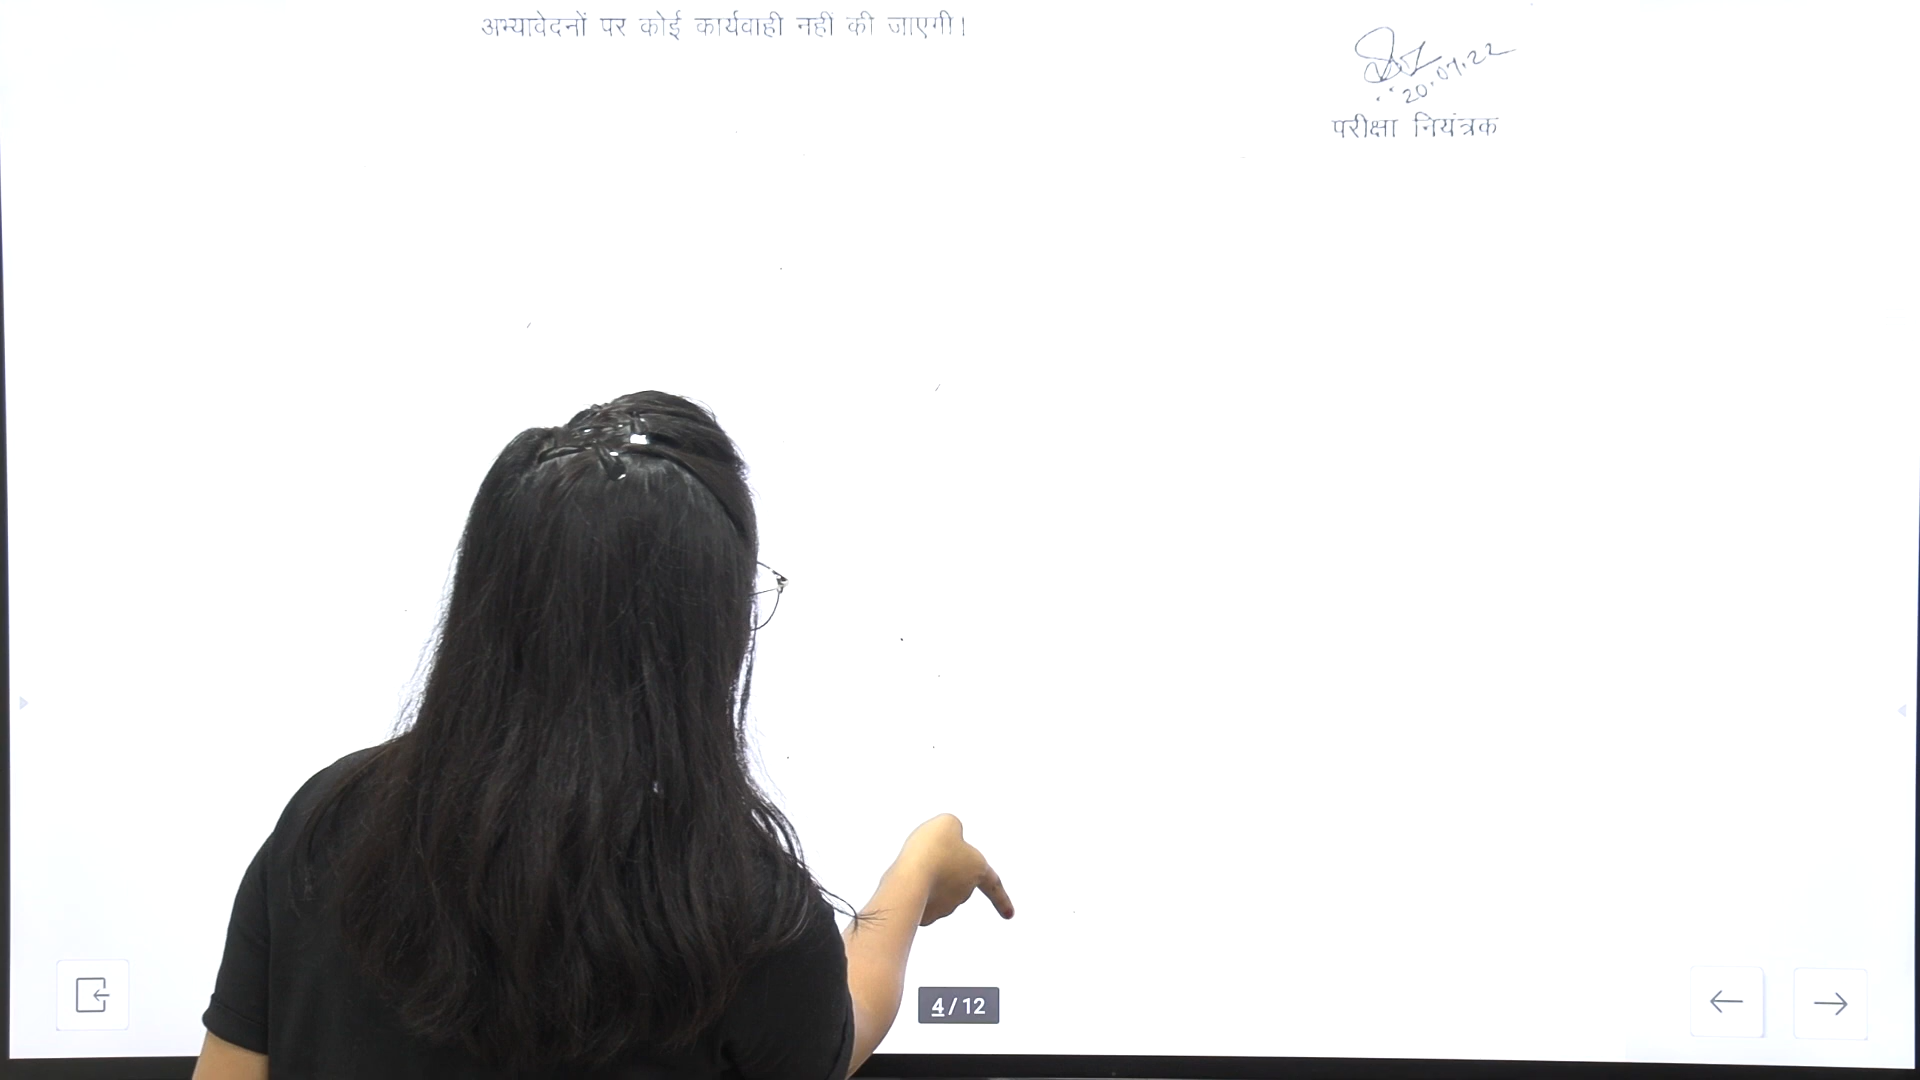 अभ्यावेदनों पर कोई कार्यवाही नहीं की जाएगी।
20.07.22
परीक्षा नियंत्रक
4/12